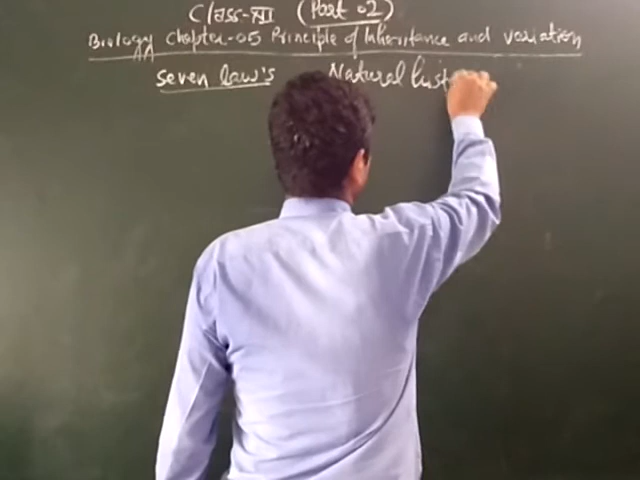 Class-XII (Part 02)
Biology Chapter-05 Principle of Inheritance and variation
seven law's Natural